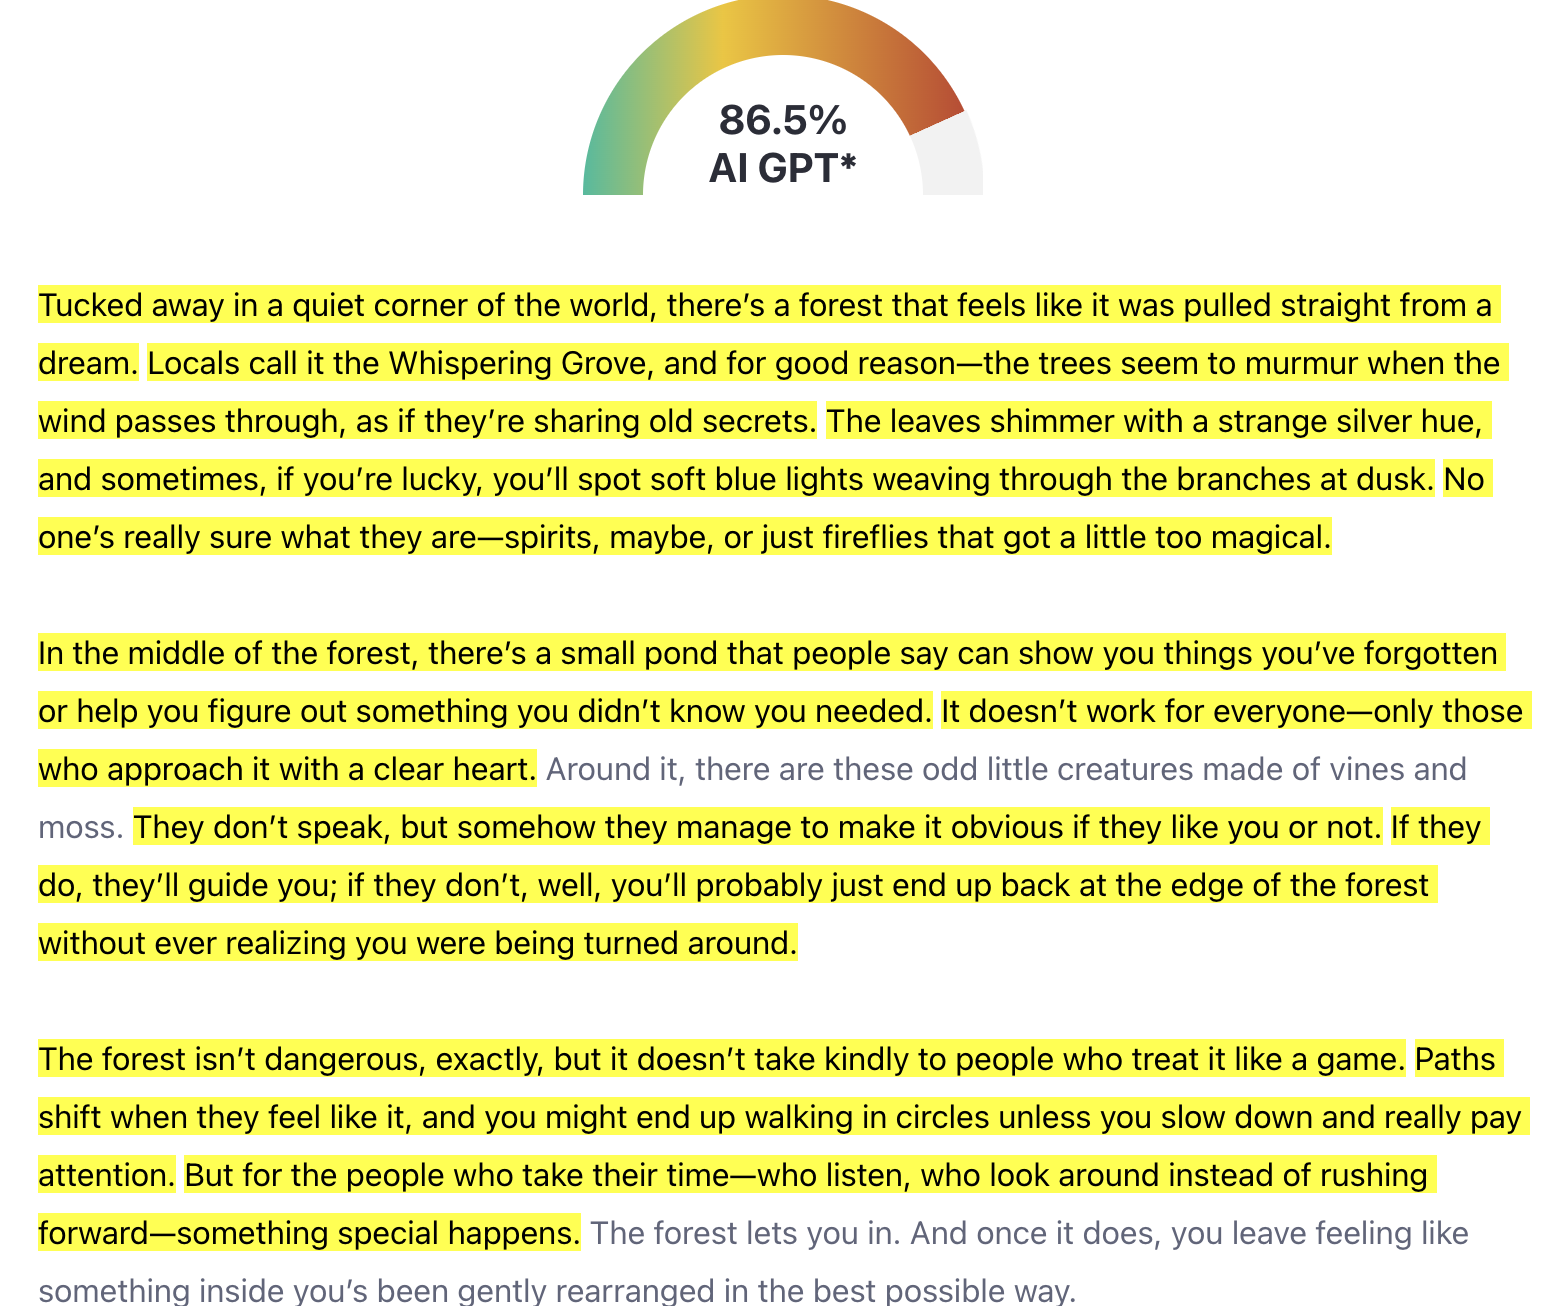 86.5%
AI GPT*
Tucked away in a quiet corner of the world, there’s a forest that feels like it was pulled straight from a
dream. Locals call it the Whispering Grove, and for good reason—the trees seem to murmur when the
wind passes through, as if they’re sharing old secrets. The leaves shimmer with a strange silver hue,
and sometimes, if you’re lucky, you’ll spot soft blue lights weaving through the branches at dusk. No
one’s really sure what they are—spirits, maybe, or just fireflies that got a little too magical.
In the middle of the forest, there’s a small pond that people say can show you things you’ve forgotten
or help you figure out something you didn’t know you needed. It doesn’t work for everyone—only those
who approach it with a clear heart. Around it, there are these odd little creatures made of vines and
moss. They don’t speak, but somehow they manage to make it obvious if they like you or not. If they
do, they’ll guide you; if they don’t, well, you’ll probably just end up back at the edge of the forest
without ever realizing you were being turned around.
The forest isn’t dangerous, exactly, but it doesn’t take kindly to people who treat it like a game. Paths
shift when they feel like it, and you might end up walking in circles unless you slow down and really pay
attention. But for the people who take their time—who listen, who look around instead of rushing
forward—something special happens. The forest lets you in. And once it does, you leave feeling like
something inside you’s been gently rearranged in the best possible way.